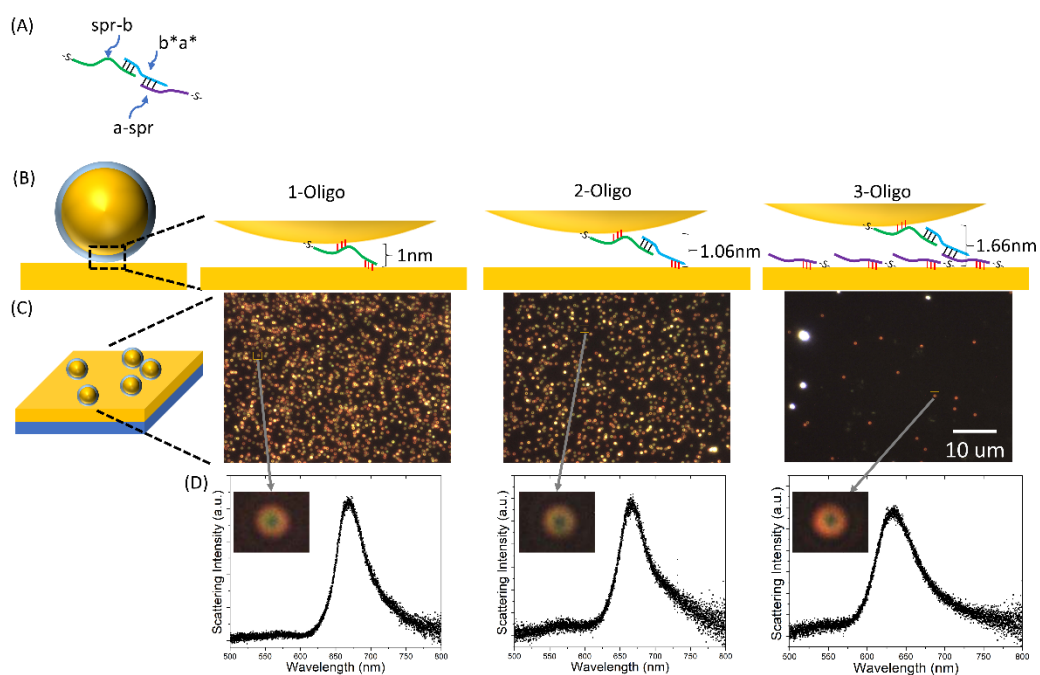 (A)
spr-b
b*a*
-S-
-S-
a-spr
(B)
1-Oligo
2-Oligo
3-Oligo
-S-
1nm
-S-
1.06nm
-S-
1.66nm
-S-
-S-
-S-
-S-
(C)
10 um
(D)
Scattering Intensity (a.u.)
500 550 600 650 700 750 800
Wavelength (nm)
Scattering Intensity (a.u.)
500 550 600 650 700 750 800
Wavelength (nm)
Scattering Intensity (a.u.)
500 550 600 650 700 750 800
Wavelength (nm)